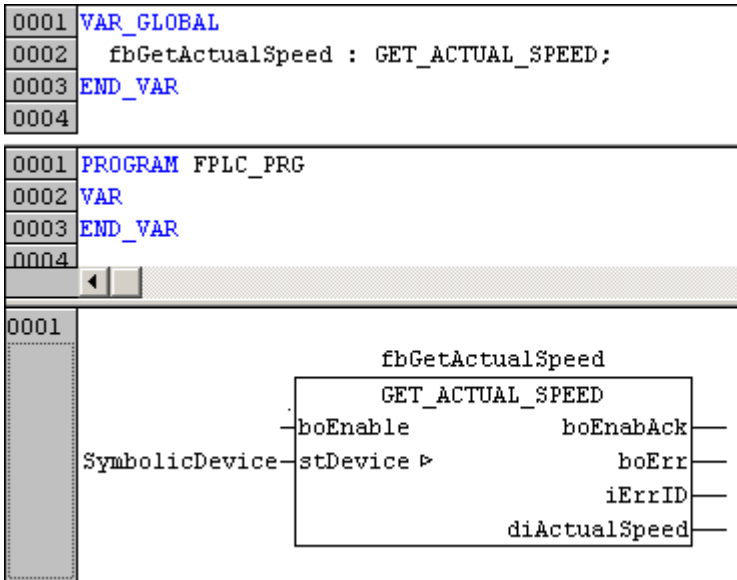 0001 VAR_GLOBAL
0002 fbGetActualSpeed : GET_ACTUAL_SPEED;
0003 END_VAR
0004
0001 PROGRAM FPLC_PRG
0002 VAR
0003 END_VAR
0004
0001
fbGetActualSpeed
GET_ACTUAL_SPEED
boEnable boEnabAck
SymbolicDevice stDevice boErr
iErrID
diActualSpeed